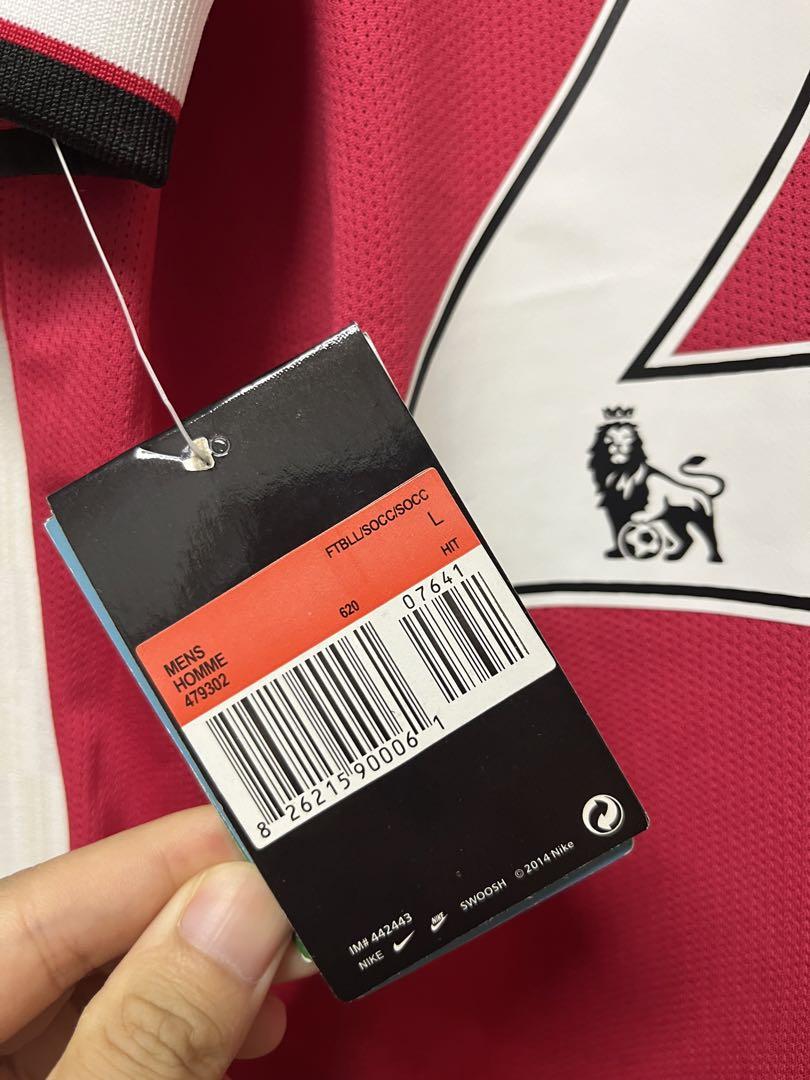 FTBLL/SOCC/SOCC
L
HIT
620
MENS
HOMME
479302
07641
8 26215 90006 1
IM# 442443
NIKE
NIKE
SWOOSH © 2014 Nike